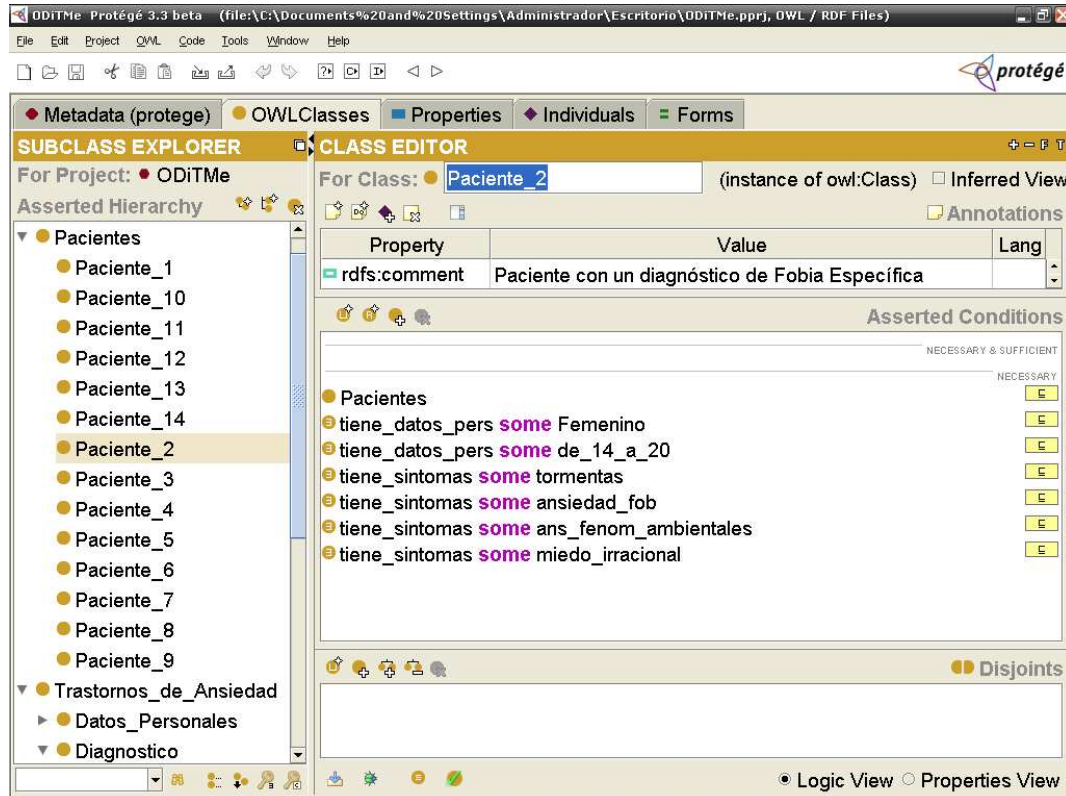 ODiTMe Protégé 3.3 beta (file:\C:\Documents%20and%20Settings\Administrador\Escritorio\ODiTMe.pprj, OWL / RDF Files)
File Edit Project OWL Code Tools Window Help
protégé
Metadata (protege) OWLClasses Properties Individuals Forms
SUBCLASS EXPLORER
For Project: ODiTMe
Asserted Hierarchy
Pacientes
Paciente_1
Paciente_10
Paciente_11
Paciente_12
Paciente_13
Paciente_14
Paciente_2
Paciente_3
Paciente_4
Paciente_5
Paciente_6
Paciente_7
Paciente_8
Paciente_9
Trastornos_de_Ansiedad
Datos_Personales
Diagnostico
CLASS EDITOR
For Class: Paciente_2 (instance of owl:Class) Inferred View
Annotations
Property Value Lang
rdfs:comment Paciente con un diagnóstico de Fobia Específica
Asserted Conditions
NECESSARY & SUFFICIENT
NECESSARY
Pacientes
tiene_datos_pers some Femenino
tiene_datos_pers some de_14_a_20
tiene_sintomas some tormentas
tiene_sintomas some ansiedad_fob
tiene_sintomas some ans_fenom_ambientales
tiene_sintomas some miedo_irracional
Disjoints
Logic View Properties View